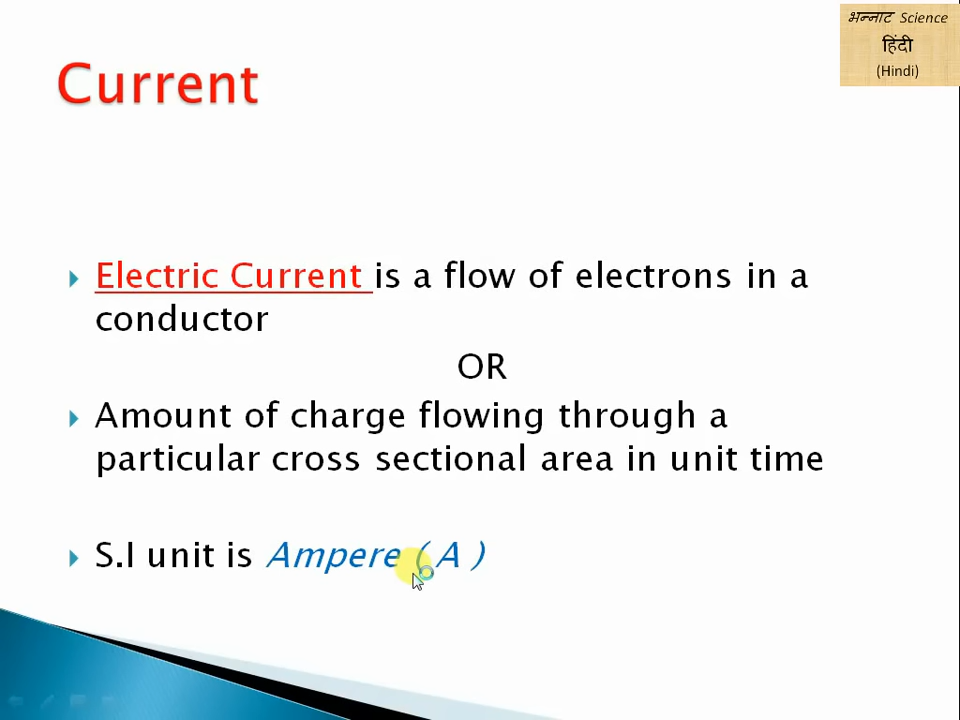 भन्नाट Science
हिंदी
(Hindi)
Current
Electric Current is a flow of electrons in a
conductor
OR
Amount of charge flowing through a
particular cross sectional area in unit time
S.I unit is Ampere ( A )